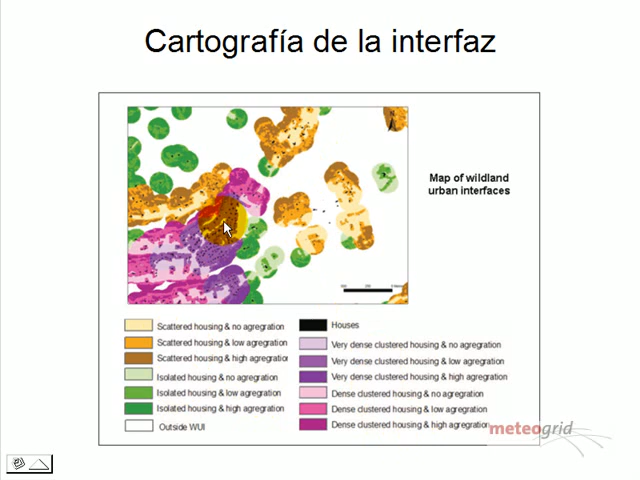 Cartografía de la interfaz
Map of wildland
urban interfaces
Scattered housing & no agregration
Scattered housing & low agregration
Scattered housing & high agregration
Isolated housing & no agregration
Isolated housing & low agregration
Isolated housing & high agregration
Outside WUI
Houses
Very dense clustered housing & no agregration
Very dense clustered housing & low agregration
Very dense clustered housing & high agregration
Dense clustered housing & no agregration
Dense clustered housing & low agregration
Dense clustered housing & high agregration
meteogrid